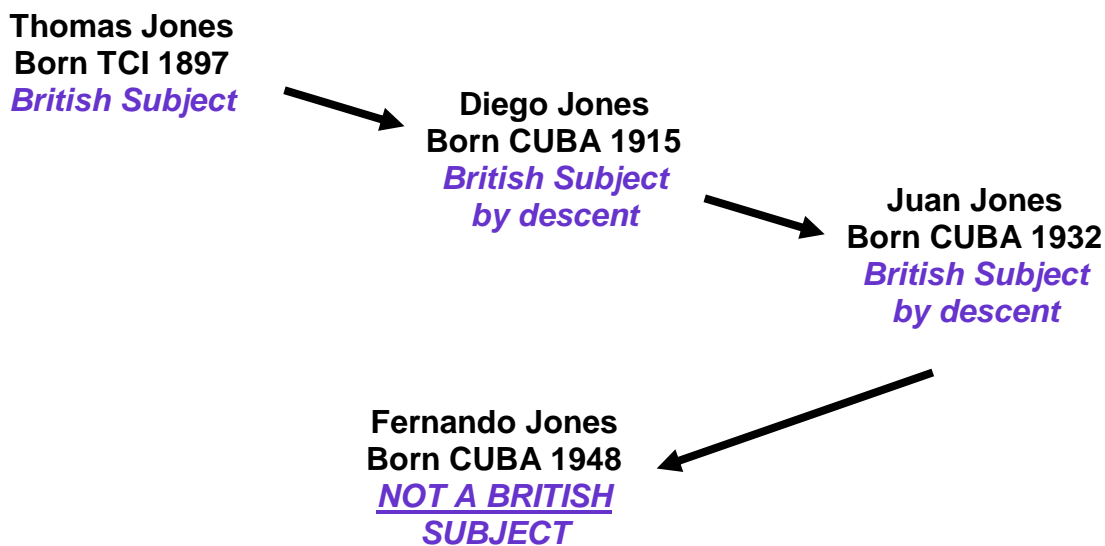 Thomas Jones
Born TCI 1897
British Subject
Diego Jones
Born CUBA 1915
British Subject
by descent
Juan Jones
Born CUBA 1932
British Subject
by descent
Fernando Jones
Born CUBA 1948
NOT A BRITISH
SUBJECT